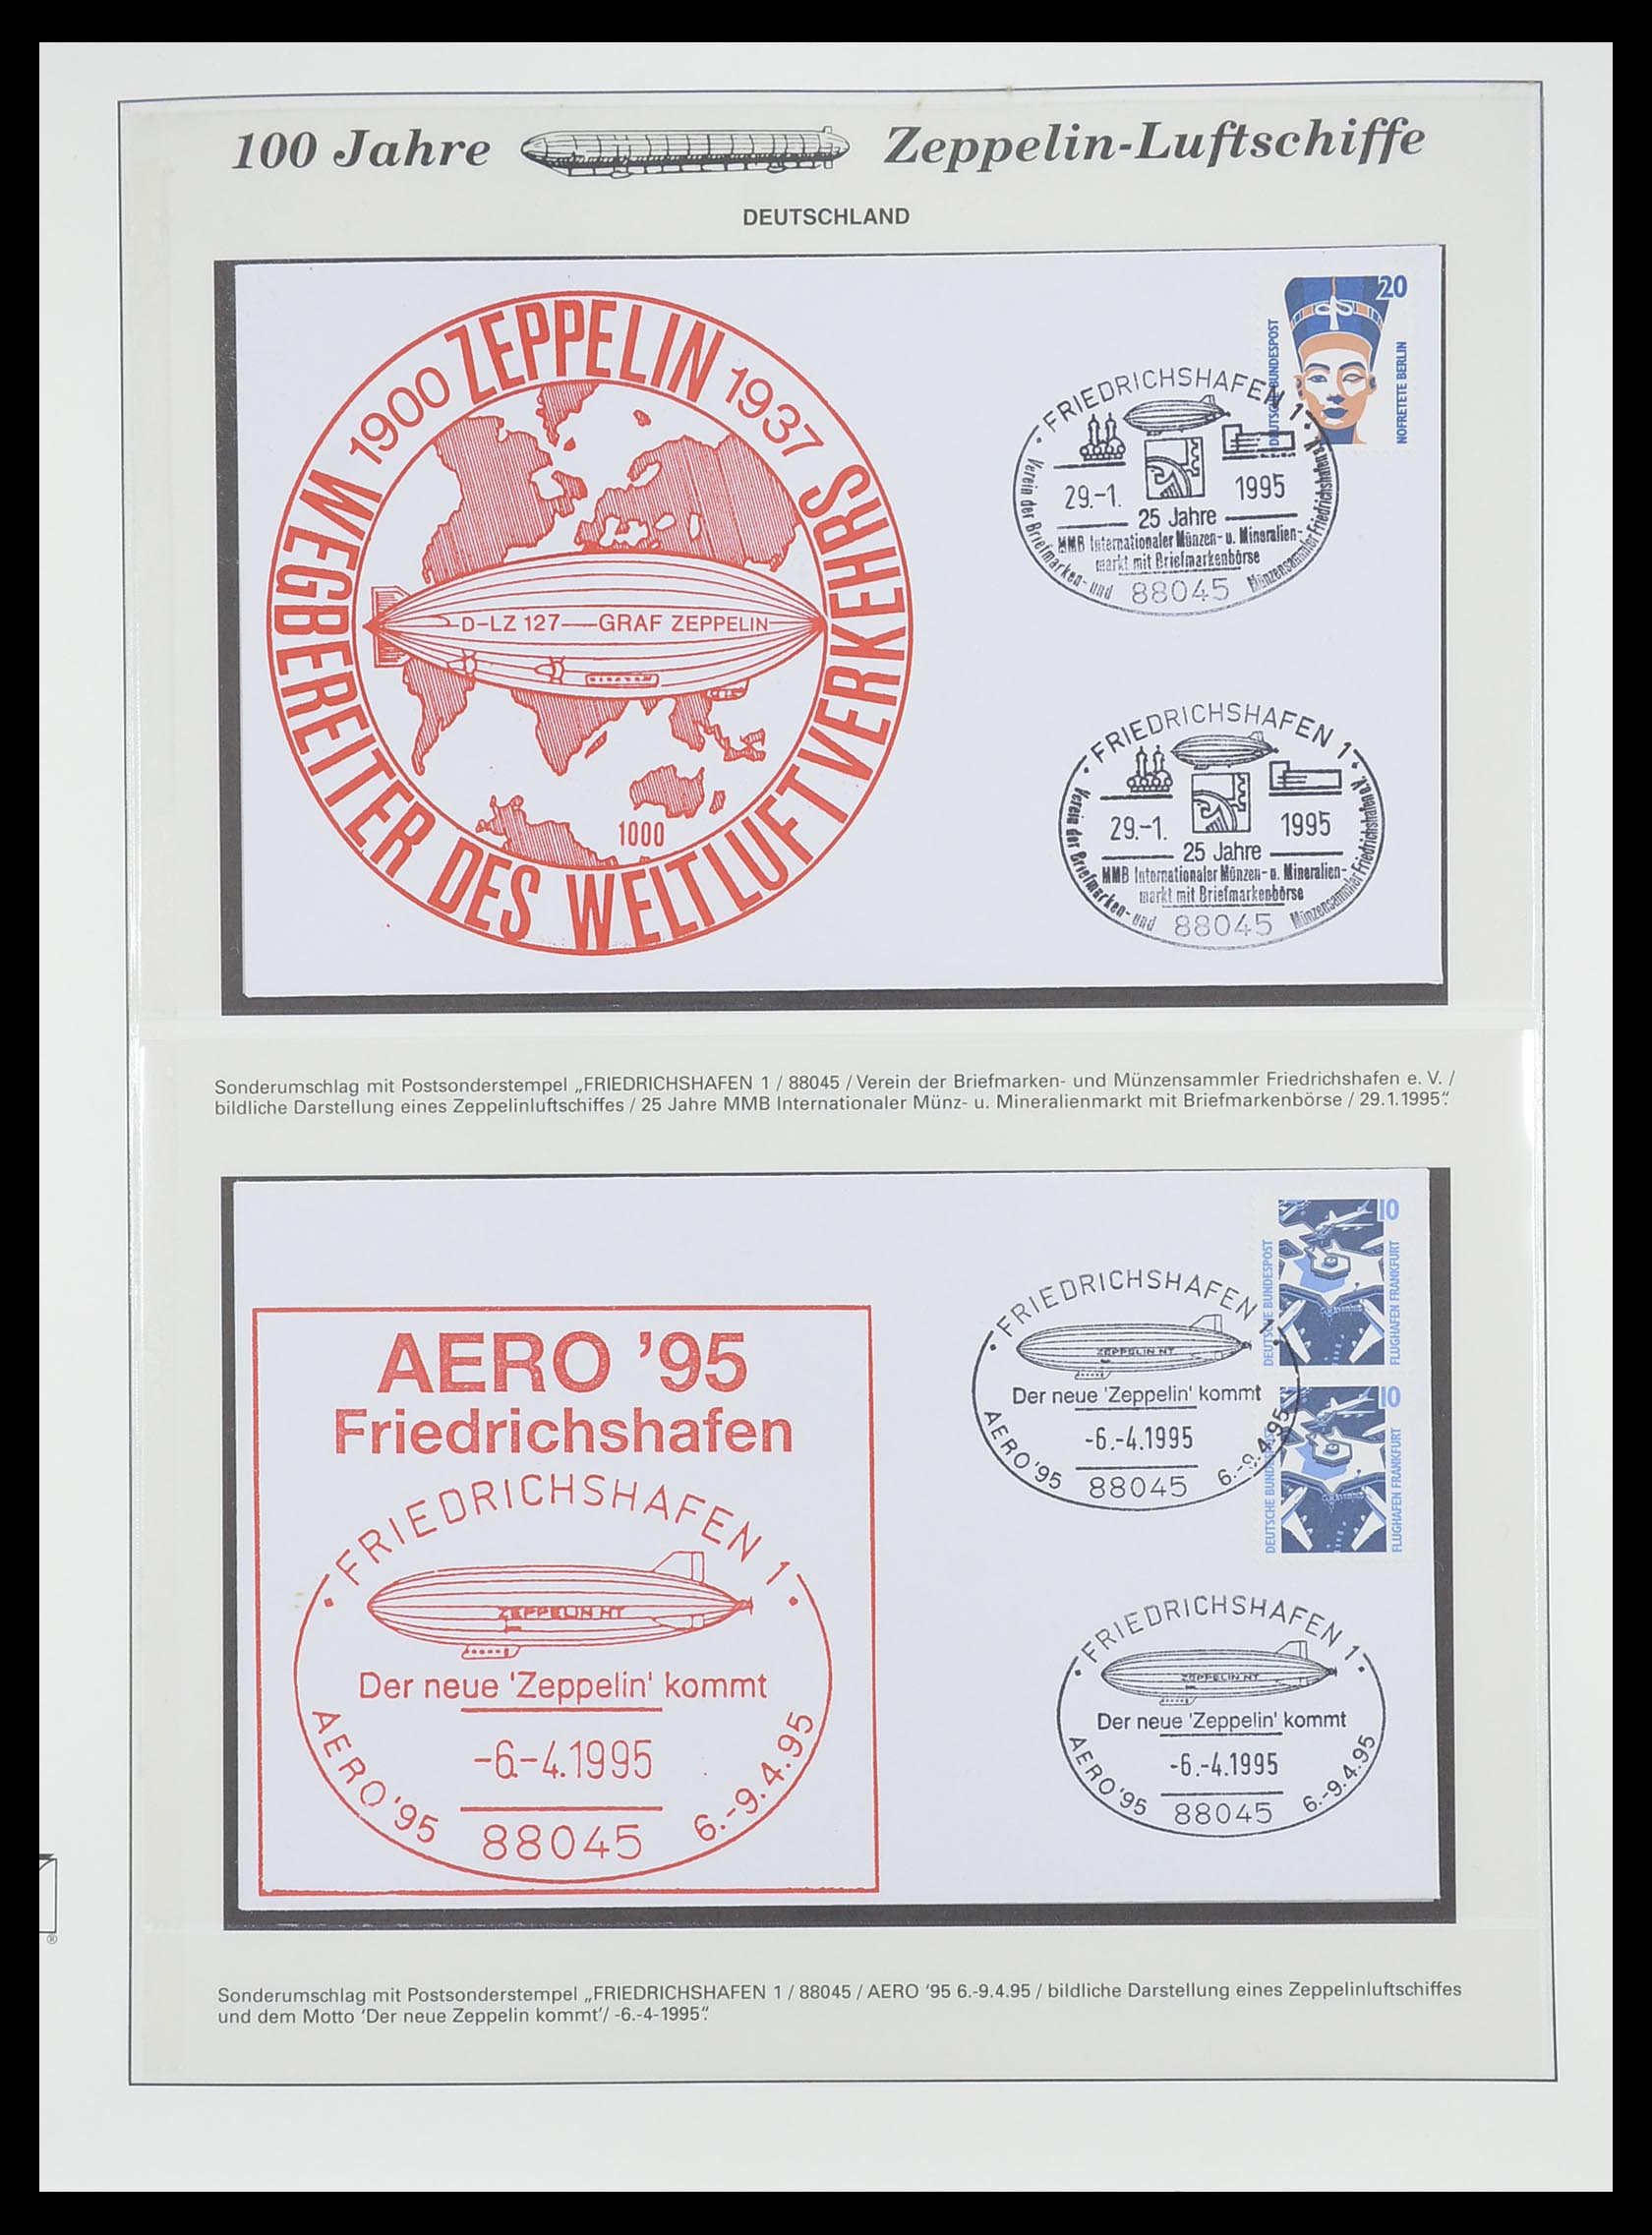 100 Jahre Zeppelin-Luftschiffe
DEUTSCHLAND
1900 ZEPPELIN 1937
WEGBEREITER DES WELTLUFTVERKEHRS
D-LZ 127 — GRAF ZEPPELIN
1000
20
DEUTSCHE BUNDESPOST
NOFRETETE BERLIN
FRIEDRICHSHAFEN 1
29.-1. 1995
25 Jahre
MMB Internationaler Münzen- u. Mineralien-
markt mit Briefmarkenbörse
Verein der Briefmarken- und Münzensammler Friedrichshafen e.V.
88045
FRIEDRICHSHAFEN 1
29.-1. 1995
25 Jahre
MMB Internationaler Münzen- u. Mineralien-
markt mit Briefmarkenbörse
Verein der Briefmarken- und Münzensammler Friedrichshafen e.V.
88045
Sonderumschlag mit Postsonderstempel „FRIEDRICHSHAFEN 1 / 88045 / Verein der Briefmarken- und Münzensammler Friedrichshafen e. V. /
bildliche Darstellung eines Zeppelinluftschiffes / 25 Jahre MMB Internationaler Münz- u. Mineralienmarkt mit Briefmarkenbörse / 29.1.1995“.
AERO ’95
Friedrichshafen
FRIEDRICHSHAFEN 1
ZEPPELIN NT
Der neue 'Zeppelin' kommt
-6.-4.1995
AERO '95 6.-9.4.95
88045
10
DEUTSCHE BUNDESPOST
FLUGHAFEN FRANKFURT
10
DEUTSCHE BUNDESPOST
FLUGHAFEN FRANKFURT
FRIEDRICHSHAFEN 1
ZEPPELIN NT
Der neue 'Zeppelin' kommt
-6.-4.1995
AERO '95 6.-9.4.95
88045
FRIEDRICHSHAFEN 1
ZEPPELIN NT
Der neue 'Zeppelin' kommt
-6.-4.1995
AERO '95 6.-9.4.95
88045
®
Sonderumschlag mit Postsonderstempel „FRIEDRICHSHAFEN 1 / 88045 / AERO ‘95 6.-9.4.95 / bildliche Darstellung eines Zeppelinluftschiffes
und dem Motto ‘Der neue Zeppelin kommt’/ -6.-4-1995“.